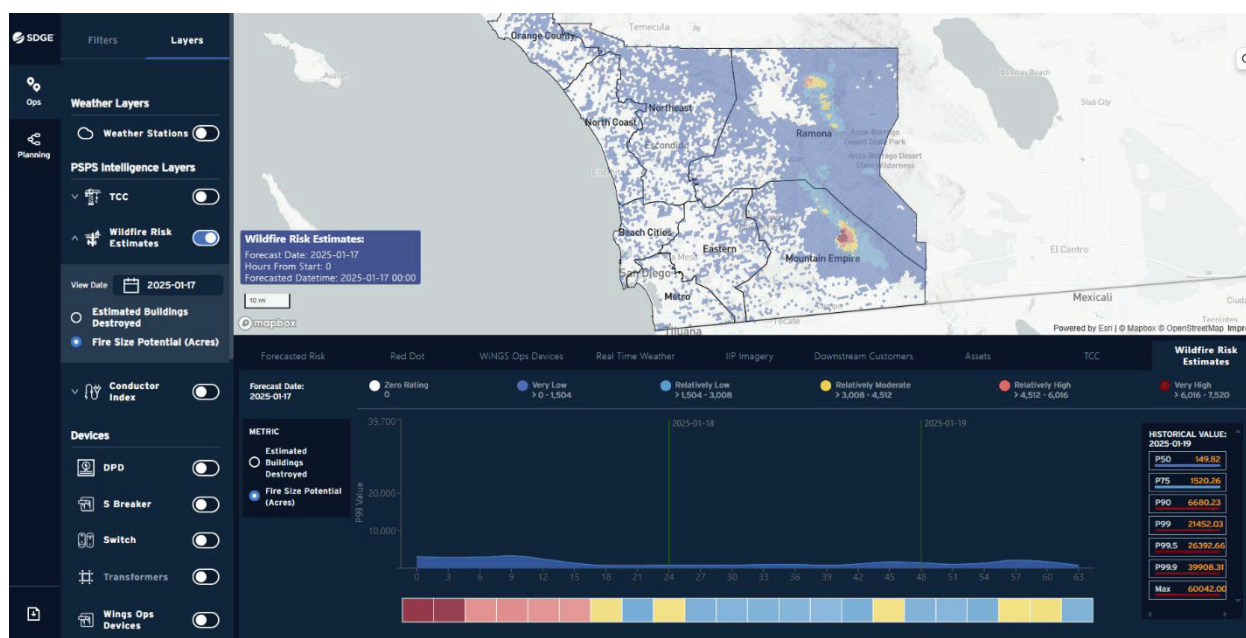 SDGE
Filters
Layers
Ops
Planning
Weather Layers
Weather Stations
PSPS Intelligence Layers
TCC
Wildfire Risk
Estimates
View Date
2025-01-17
Estimated Buildings
Destroyed
Fire Size Potential (Acres)
Conductor
Index
Devices
DPD
S Breaker
Switch
Transformers
Wings Ops
Devices
Temecula
Orange County
Avalon
Bombay Beach
Slab City
Northeast
North Coast
Escondido
Ramona
Anza-Borrego
Desert State Park
Anza-Borrego Desert
State Wilderness
Beach Cities
La Mesa
Eastern
Mountain Empire
San Diego
Metro
El Centro
Mexicali
Tecate
Tijuana
Wildfire Risk Estimates:
Forecast Date: 2025-01-17
Hours From Start: 0
Forecasted Datetime: 2025-01-17 00:00
10 mi
mapbox
Powered by Esri | © Mapbox © OpenStreetMap Impr
Forecasted Risk
Red Dot
WiNGS Ops Devices
Real Time Weather
IIP Imagery
Downstream Customers
Assets
TCC
Wildfire Risk
Estimates
Forecast Date:
2025-01-17
Zero Rating
0
Very Low
> 0 - 1,504
Relatively Low
> 1,504 - 3,008
Relatively Moderate
> 3,008 - 4,512
Relatively High
> 4,512 - 6,016
Very High
> 6,016 - 7,520
METRIC
Estimated
Buildings
Destroyed
Fire Size Potential
(Acres)
P99 Value
39,700
20,000
10,000
2025-01-18
2025-01-19
0 3 6 9 12 15 18 21 24 27 30 33 36 39 42 45 48 51 54 57 60 63
HISTORICAL VALUE:
2025-01-19
P50 149.82
P75 1520.26
P90 6680.23
P99 21452.03
P99.5 26392.66
P99.9 39908.31
Max 60042.00